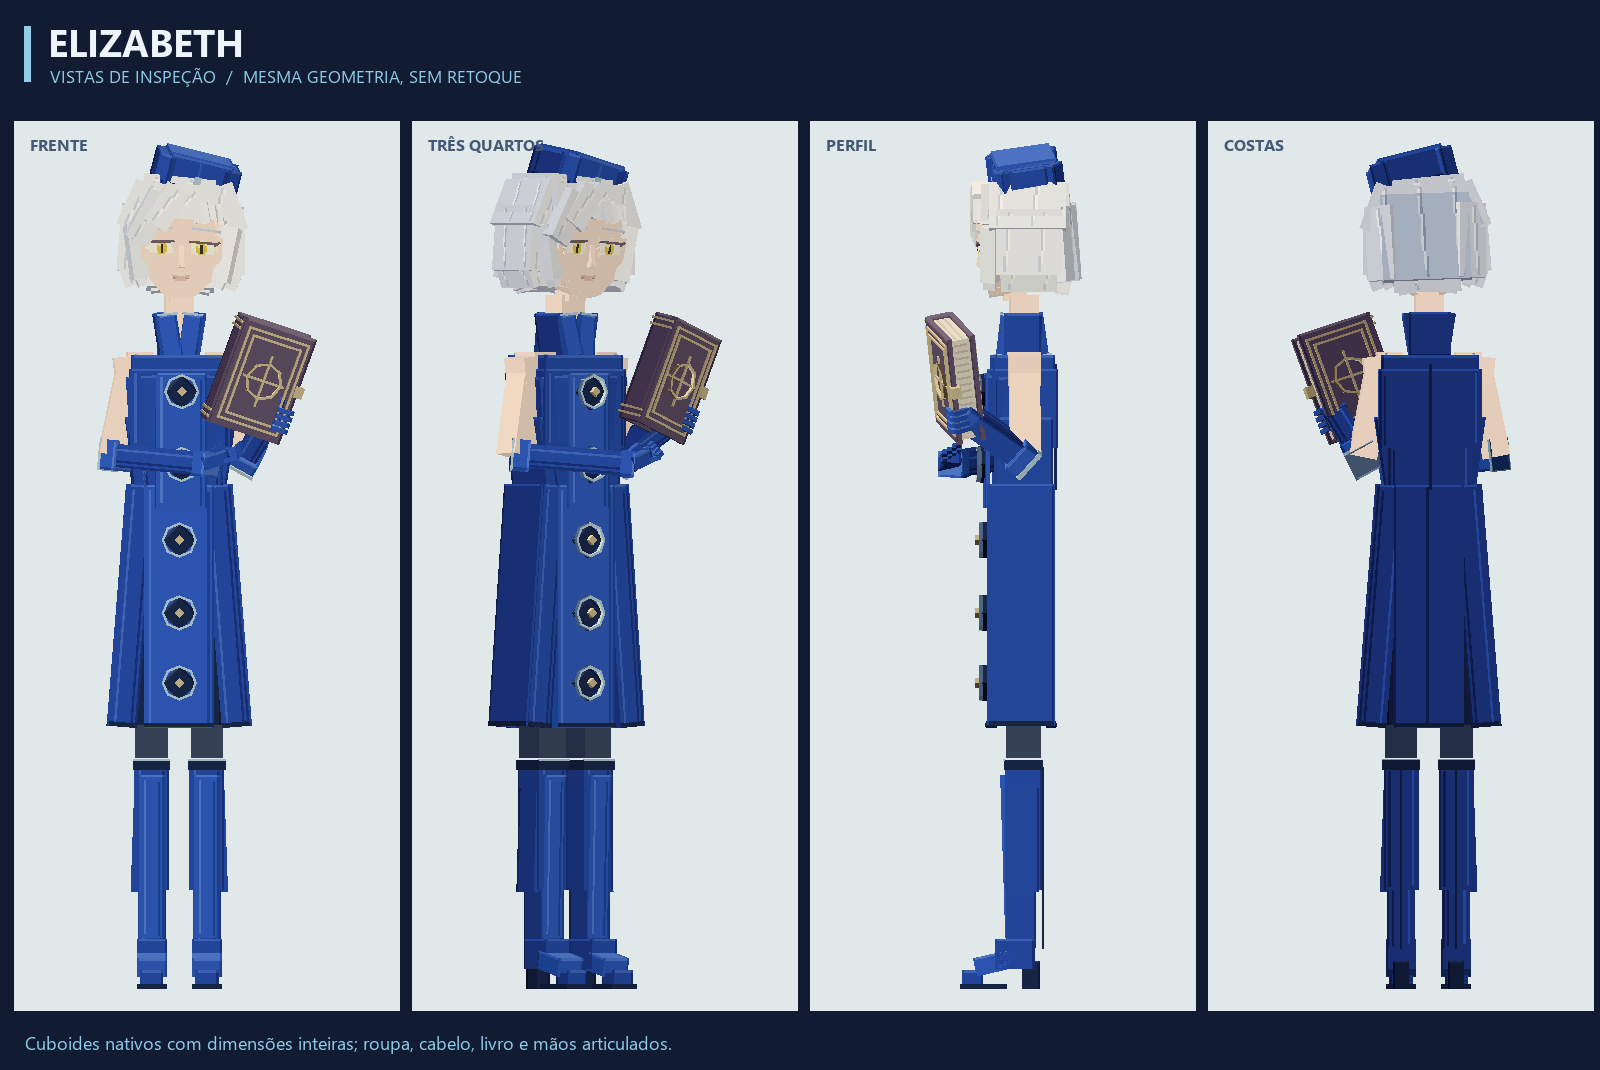 ELIZABETH
VISTAS DE INSPEÇÃO / MESMA GEOMETRIA, SEM RETOQUE
FRENTE
TRÊS QUARTOS
PERFIL
COSTAS
Cuboides nativos com dimensões inteiras; roupa, cabelo, livro e mãos articulados.